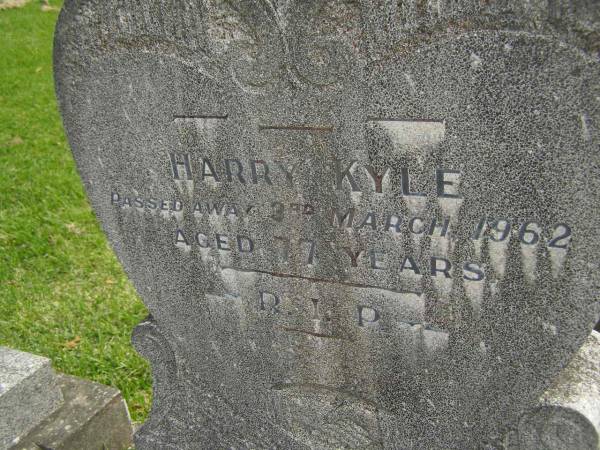 HARRY KYLE
PASSED AWAY 3RD MARCH 1962
AGED 77 YEARS.
R. I. P.